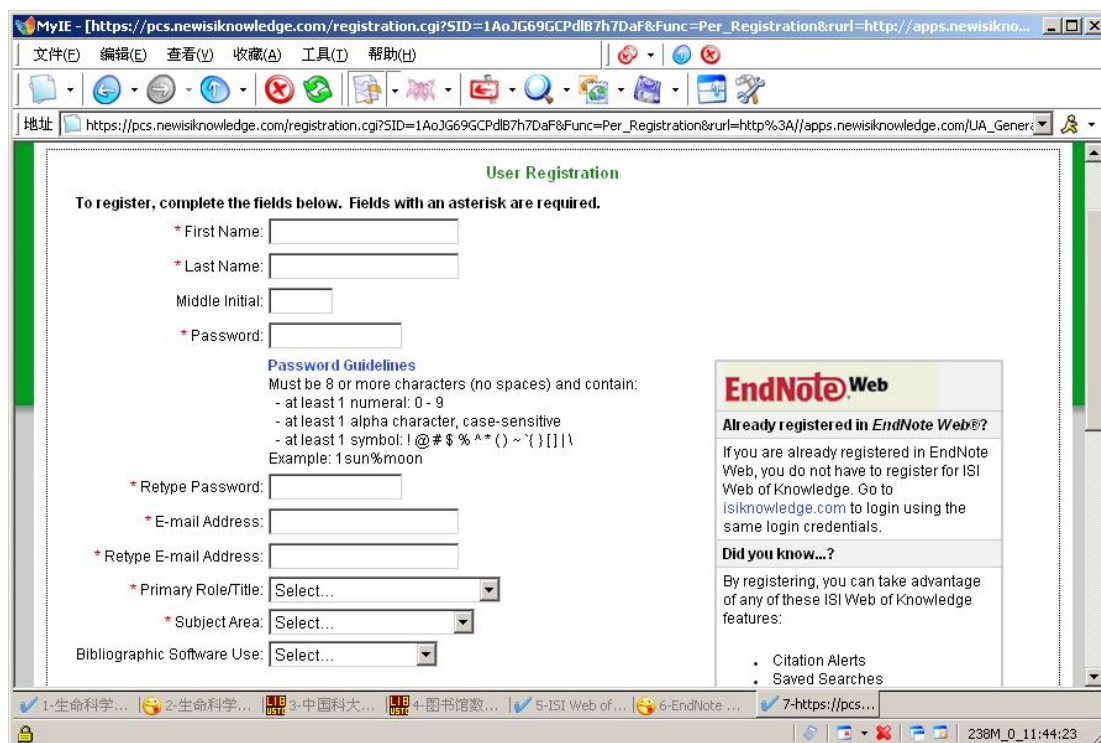 MyIE - [https://pcs.newisiknowledge.com/registration.cgi?SID=1AoJG69GCPdlB7h7DaF&Func=Per_Registration&rurl=http://apps.newisikno...
文件(F) 编辑(E) 查看(V) 收藏(A) 工具(T) 帮助(H)
地址 https://pcs.newisiknowledge.com/registration.cgi?SID=1AoJG69GCPdlB7h7DaF&Func=Per_Registration&rurl=http%3A//apps.newisiknowledge.com/UA_Genera
User Registration
To register, complete the fields below. Fields with an asterisk are required.
* First Name:
* Last Name:
Middle Initial:
* Password:
Password Guidelines
Must be 8 or more characters (no spaces) and contain:
- at least 1 numeral: 0 - 9
- at least 1 alpha character, case-sensitive
- at least 1 symbol: ! @ # $ % ^ * ( ) ~ ` { } [ ] | \
Example: 1sun%moon
* Retype Password:
* E-mail Address:
* Retype E-mail Address:
* Primary Role/Title: Select...
* Subject Area: Select...
Bibliographic Software Use: Select...
EndNote Web
Already registered in EndNote Web®?
If you are already registered in EndNote
Web, you do not have to register for ISI
Web of Knowledge. Go to
isiknowledge.com to login using the
same login credentials.
Did you know...?
By registering, you can take advantage
of any of these ISI Web of Knowledge
features:
• Citation Alerts
• Saved Searches
1-生命科学... 2-生命科学... LIB USTC 3-中国科大... LIB USTC 4-图书馆数... 5-ISI Web of... 6-EndNote ... 7-https://pcs...
238M_0_11:44:23